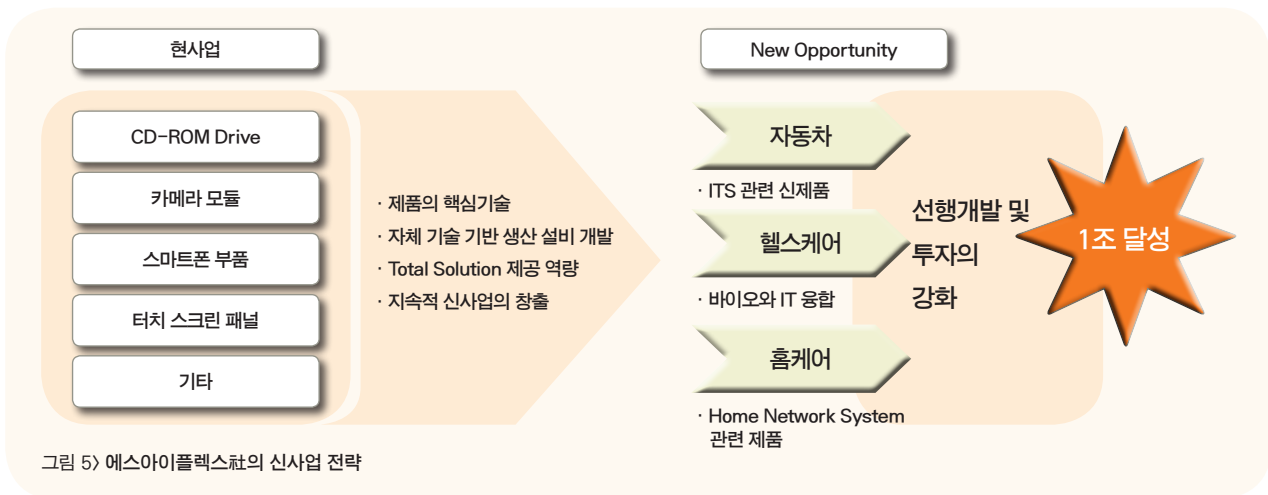 현사업
CD-ROM Drive
카메라 모듈
스마트폰 부품
터치 스크린 패널
기타
· 제품의 핵심기술
· 자체 기술 기반 생산 설비 개발
· Total Solution 제공 역량
· 지속적 신사업의 창출
New Opportunity
자동차
· ITS 관련 신제품
헬스케어
· 바이오와 IT 융합
홈케어
· Home Network System
관련 제품
선행개발 및
투자의
강화
1조 달성
그림 5〉 에스아이플렉스社의 신사업 전략